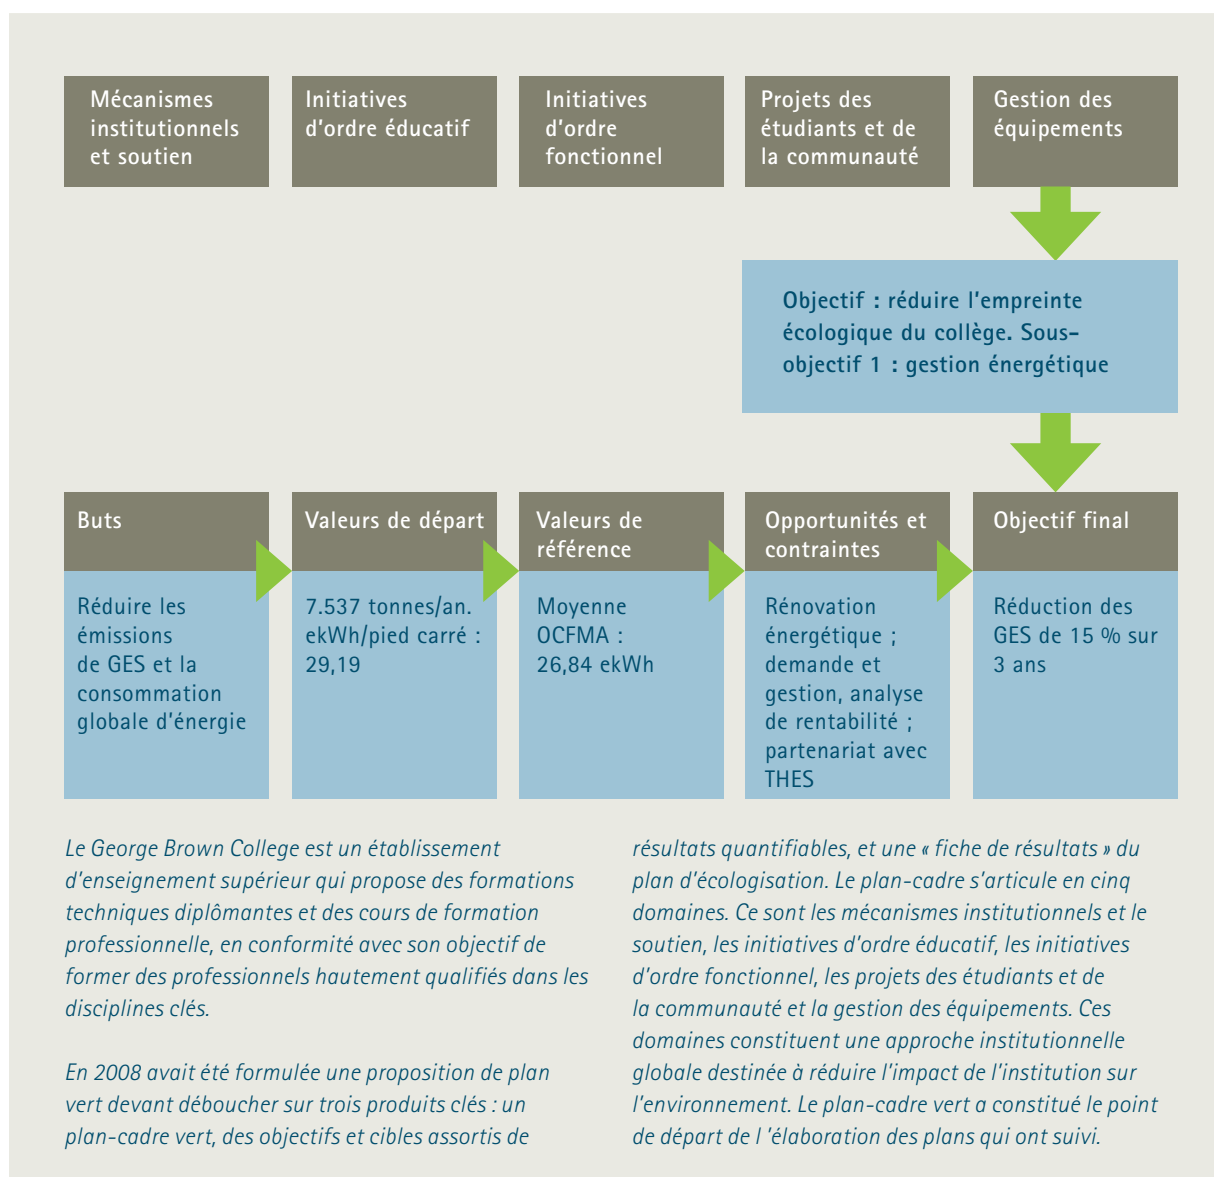 Mécanismes
institutionnels
et soutien
Initiatives
d'ordre éducatif
Initiatives
d'ordre
fonctionnel
Projets des
étudiants et de
la communauté
Gestion des
équipements
Objectif : réduire l'empreinte
écologique du collège. Sous-
objectif 1 : gestion énergétique
Buts
Réduire les
émissions
de GES et la
consommation
globale d'énergie
Valeurs de départ
7.537 tonnes/an.
ekWh/pied carré :
29,19
Valeurs de
référence
Moyenne
OCFMA :
26,84 ekWh
Opportunités et
contraintes
Rénovation
énergétique ;
demande et
gestion, analyse
de rentabilité ;
partenariat avec
THES
Objectif final
Réduction des
GES de 15 % sur
3 ans
Le George Brown College est un établissement
d'enseignement supérieur qui propose des formations
techniques diplômantes et des cours de formation
professionnelle, en conformité avec son objectif de
former des professionnels hautement qualifiés dans les
disciplines clés.
En 2008 avait été formulée une proposition de plan
vert devant déboucher sur trois produits clés : un
plan-cadre vert, des objectifs et cibles assortis de
résultats quantifiables, et une « fiche de résultats » du
plan d'écologisation. Le plan-cadre s'articule en cinq
domaines. Ce sont les mécanismes institutionnels et le
soutien, les initiatives d'ordre éducatif, les initiatives
d'ordre fonctionnel, les projets des étudiants et de
la communauté et la gestion des équipements. Ces
domaines constituent une approche institutionnelle
globale destinée à réduire l'impact de l'institution sur
l'environnement. Le plan-cadre vert a constitué le point
de départ de l 'élaboration des plans qui ont suivi.